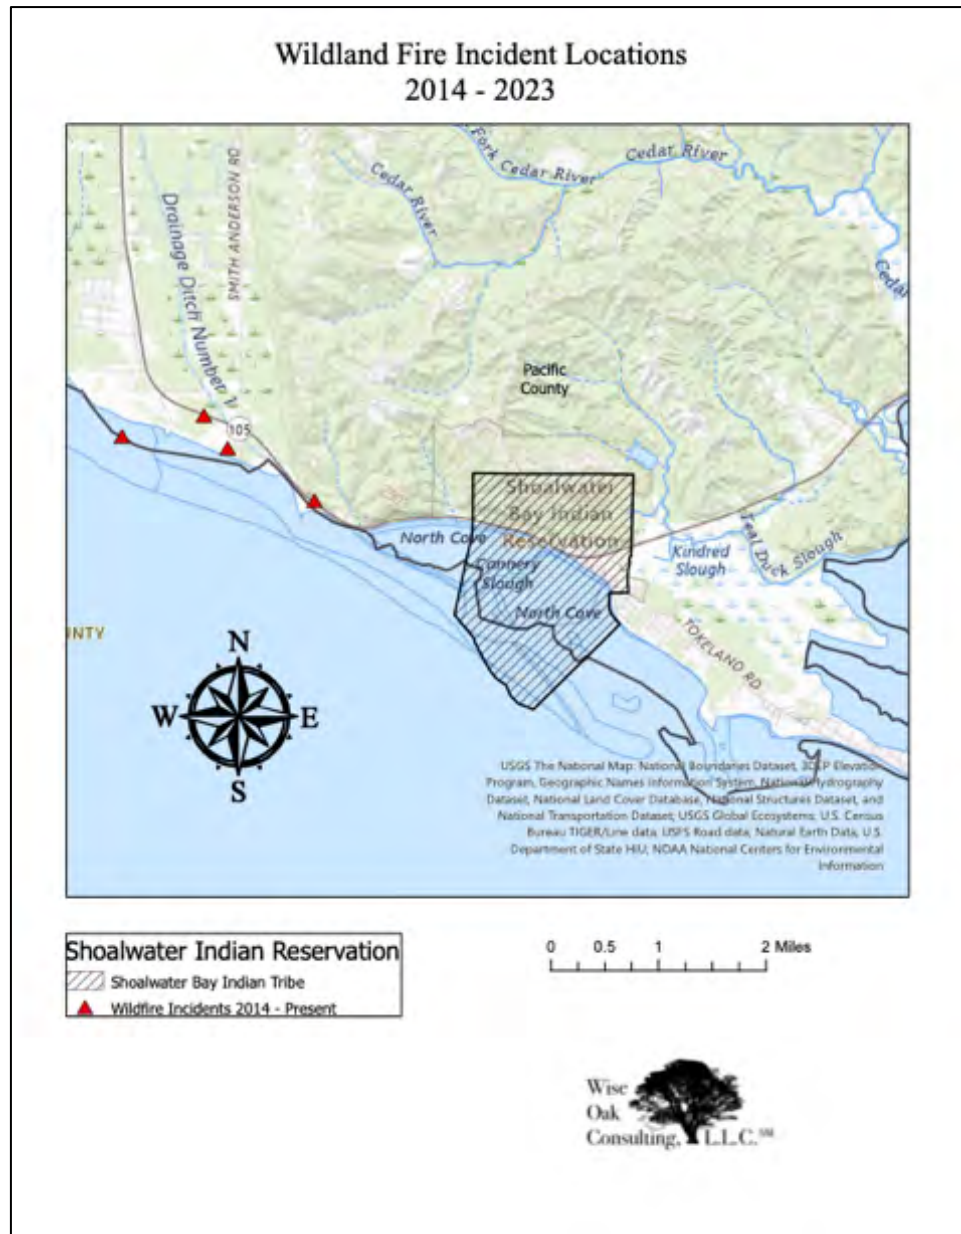 Wildland Fire Incident Locations
2014 - 2023
Fork Cedar River
Cedar River
Cedar River
Cedar
Drainage Ditch Number 1
SMITH ANDERSON RD
Pacific
County
105
Shoalwater
Bay Indian
Reservation
North Cove
Cannery
Slough
North Cove
Kindred
Slough
Teal Duck Slough
TOKELAND RD
UNTY
N
W
E
S
USGS The National Map: National Boundaries Dataset, 3DEP Elevation
Program, Geographic Names Information System, National Hydrography
Dataset, National Land Cover Database, National Structures Dataset, and
National Transportation Dataset; USGS Global Ecosystems; U.S. Census
Bureau TIGER/Line data; USFS Road data; Natural Earth Data; U.S.
Department of State HIU; NOAA National Centers for Environmental
Information
Shoalwater Indian Reservation
Shoalwater Bay Indian Tribe
Wildfire Incidents 2014 - Present
0 0.5 1 2 Miles
Wise
Oak
Consulting, L.L.C.℠